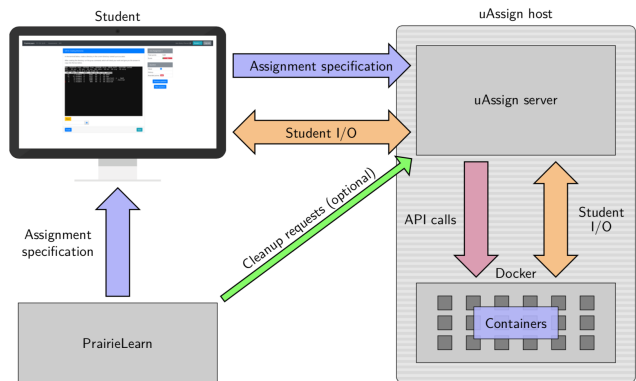 Student
uAssign host
Assignment specification
uAssign server
Student I/O
Cleanup requests (optional)
API calls
Student
I/O
Assignment
specification
Docker
Containers
PrairieLearn